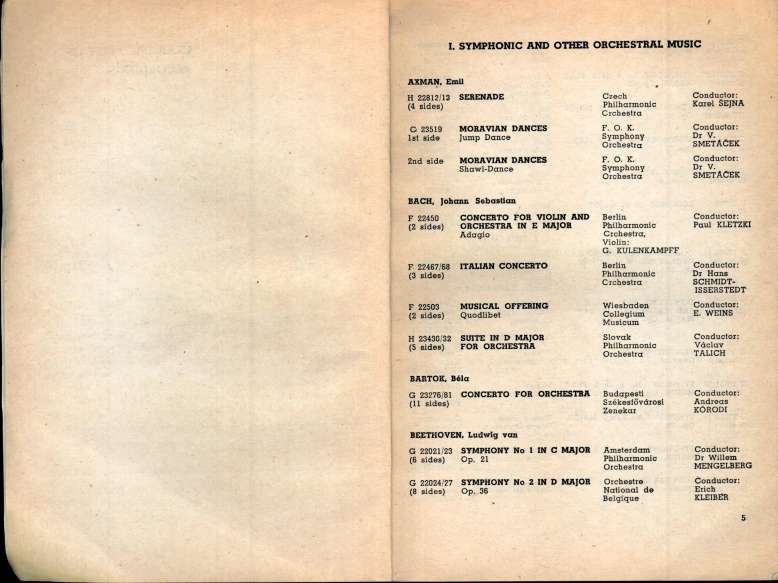 I. SYMPHONIC AND OTHER ORCHESTRAL MUSIC
AXMAN, Emil
H 22812/13 SERENADE Czech Conductor:
(4 sides) Philharmonic Karel ŠEJNA
Orchestra
G 23519 MORAVIAN DANCES F. O. K. Conductor:
1st side Jump Dance Symphony Dr V.
Orchestra SMETÁČEK
2nd side MORAVIAN DANCES F. O. K. Conductor:
Shawl-Dance Symphony Dr V.
Orchestra SMETÁČEK
BACH, Johann Sebastian
F 22450 CONCERTO FOR VIOLIN AND Berlin Conductor:
(2 sides) ORCHESTRA IN E MAJOR Philharmonic Paul KLETZKI
Adagio Orchestra,
Violin:
G. KULENKAMPFF
F 22467/68 ITALIAN CONCERTO Berlin Conductor:
(3 sides) Philharmonic Dr Hans
Orchestra SCHMIDT-
ISSERSTEDT
F 22503 MUSICAL OFFERING Wiesbaden Conductor:
(2 sides) Quodlibet Collegium E. WEINS
Musicum
H 23430/32 SUITE IN D MAJOR Slovak Conductor:
(5 sides) FOR ORCHESTRA Philharmonic Václav
Orchestra TALICH
BARTOK, Béla
G 23276/81 CONCERTO FOR ORCHESTRA Budapesti Conductor:
(11 sides) Székesfővárosi Andreas
Zenekar KÓRODI
BEETHOVEN, Ludwig van
G 22021/23 SYMPHONY No 1 IN C MAJOR Amsterdam Conductor:
(6 sides) Op. 21 Philharmonic Dr Willem
Orchestra MENGELBERG
G 22024/27 SYMPHONY No 2 IN D MAJOR Orchestre Conductor:
(8 sides) Op. 36 National de Erich
Belgique KLEIBER
5